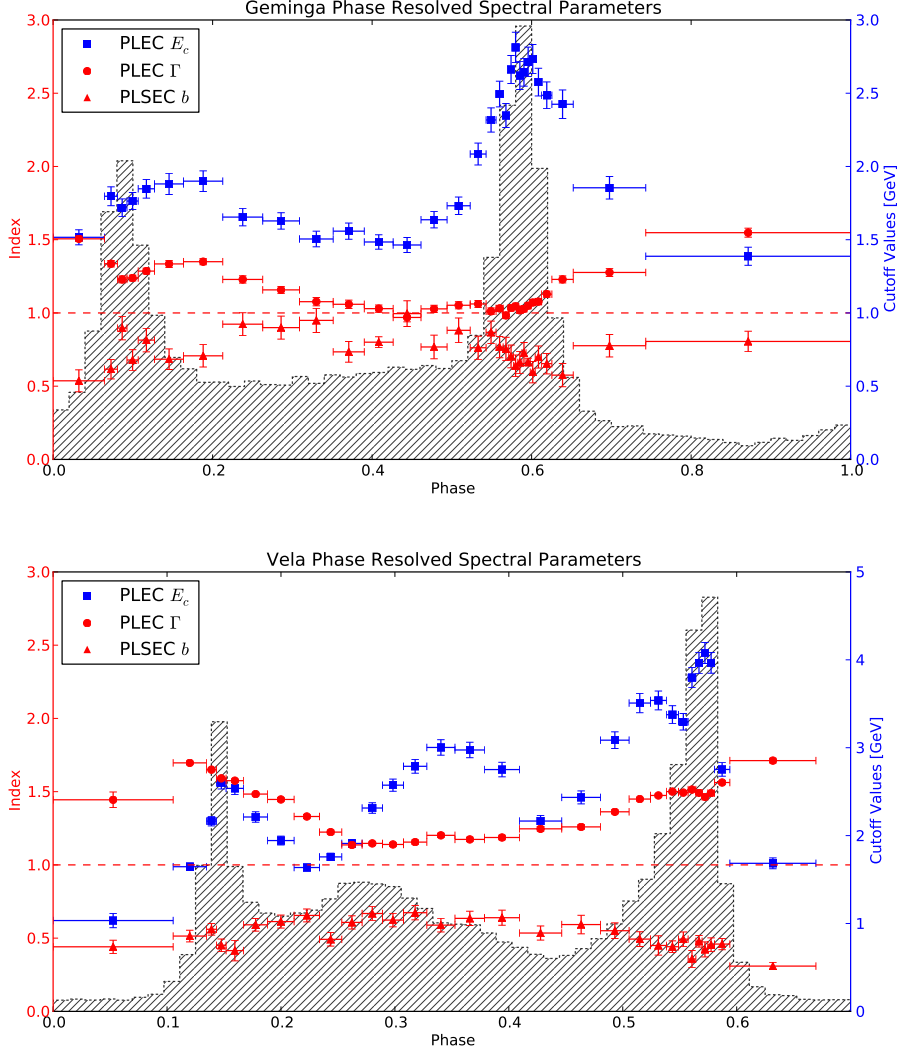 Geminga Phase Resolved Spectral Parameters
PLEC E_c
PLEC Γ
PLSEC b
3.0
2.5
2.0
1.5
1.0
0.5
0.0
Index
3.0
2.5
2.0
1.5
1.0
0.5
0.0
Cutoff Values [GeV]
0.0 0.2 0.4 0.6 0.8 1.0
Phase
Vela Phase Resolved Spectral Parameters
PLEC E_c
PLEC Γ
PLSEC b
3.0
2.5
2.0
1.5
1.0
0.5
0.0
Index
5
4
3
2
1
0
Cutoff Values [GeV]
0.0 0.1 0.2 0.3 0.4 0.5 0.6
Phase